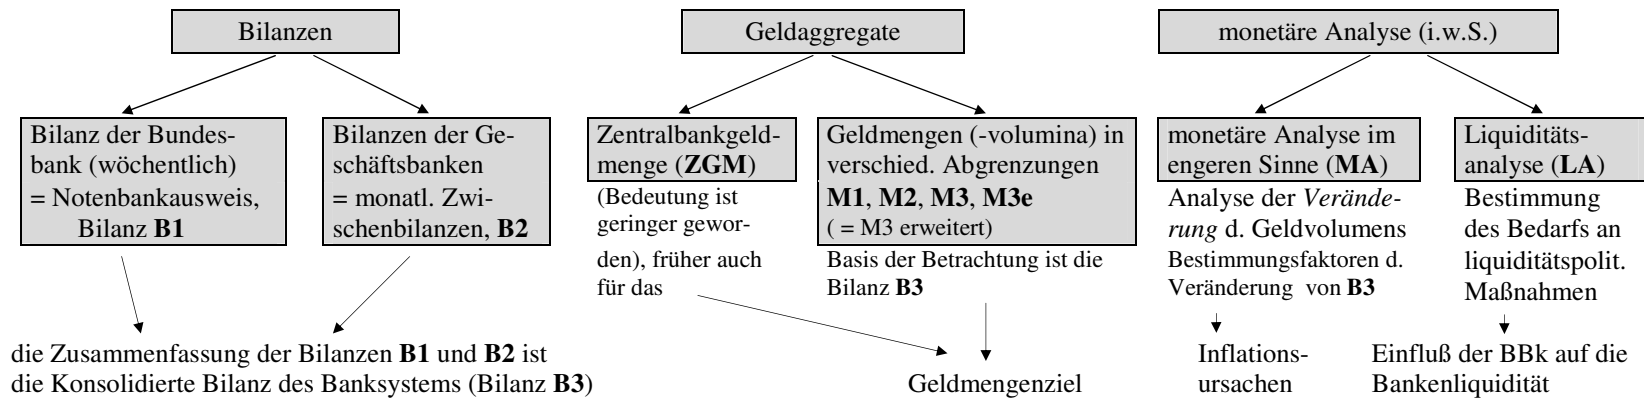 Bilanzen
Bilanz der Bundes-
bank (wöchentlich)
= Notenbankausweis,
Bilanz B1
Bilanzen der Ge-
schäftsbanken
= monatl. Zwi-
schenbilanzen, B2
die Zusammenfassung der Bilanzen B1 und B2 ist
die Konsolidierte Bilanz des Banksystems (Bilanz B3)
Geldaggregate
Zentralbankgeld-
menge (ZGM)
(Bedeutung ist
geringer gewor-
den), früher auch
für das
Geldmengen (-volumina) in
verschied. Abgrenzungen
M1, M2, M3, M3e
( = M3 erweitert)
Basis der Betrachtung ist die
Bilanz B3
Geldmengenziel
monetäre Analyse (i.w.S.)
monetäre Analyse im
engeren Sinne (MA)
Analyse der Verände-
rung d. Geldvolumens
Bestimmungsfaktoren d.
Veränderung von B3
Inflations-
ursachen
Liquiditäts-
analyse (LA)
Bestimmung
des Bedarfs an
liquiditätspolit.
Maßnahmen
Einfluß der BBk auf die
Bankenliquidität